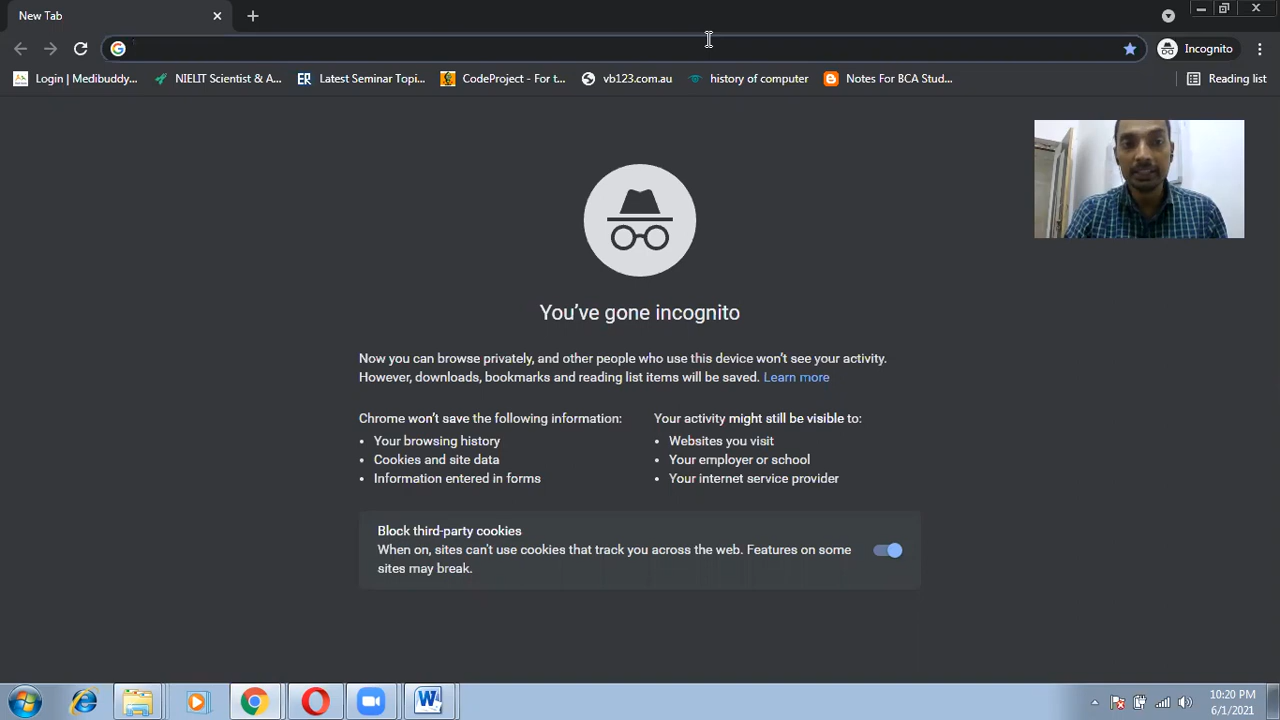 New Tab
Incognito
Login | Medibuddy... NIELIT Scientist & A... Latest Seminar Topi... CodeProject - For t... vb123.com.au history of computer Notes For BCA Stud... Reading list
You've gone incognito
Now you can browse privately, and other people who use this device won't see your activity.
However, downloads, bookmarks and reading list items will be saved. Learn more
Chrome won't save the following information:
• Your browsing history
• Cookies and site data
• Information entered in forms
Your activity might still be visible to:
• Websites you visit
• Your employer or school
• Your internet service provider
Block third-party cookies
When on, sites can't use cookies that track you across the web. Features on some
sites may break.
10:20 PM
6/1/2021